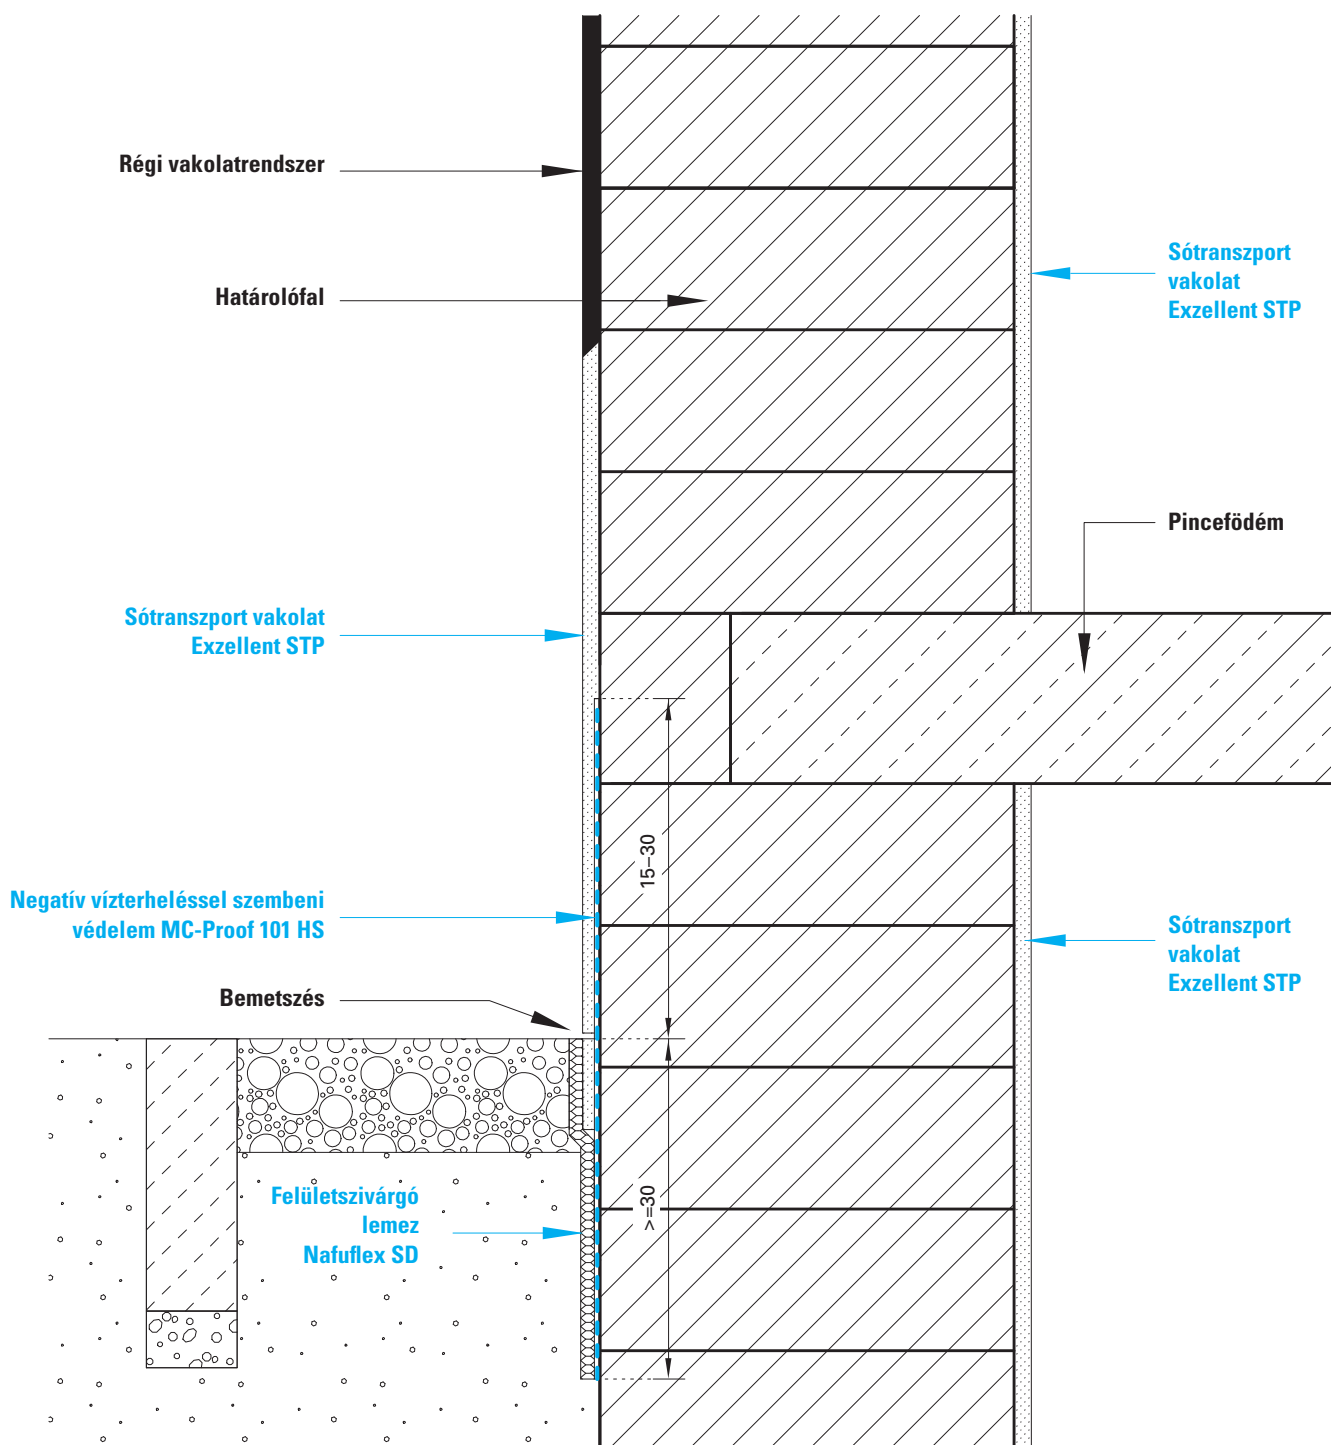 Régi vakolatrendszer
Határolófal
Sótranszport
vakolat
Exzellent STP
Pincefödém
Sótranszport vakolat
Exzellent STP
15–30
Negatív vízterheléssel szembeni
védelem MC-Proof 101 HS
Sótranszport
vakolat
Exzellent STP
Bemetszés
>=30
Felületszivárgó
lemez
Nafuflex SD